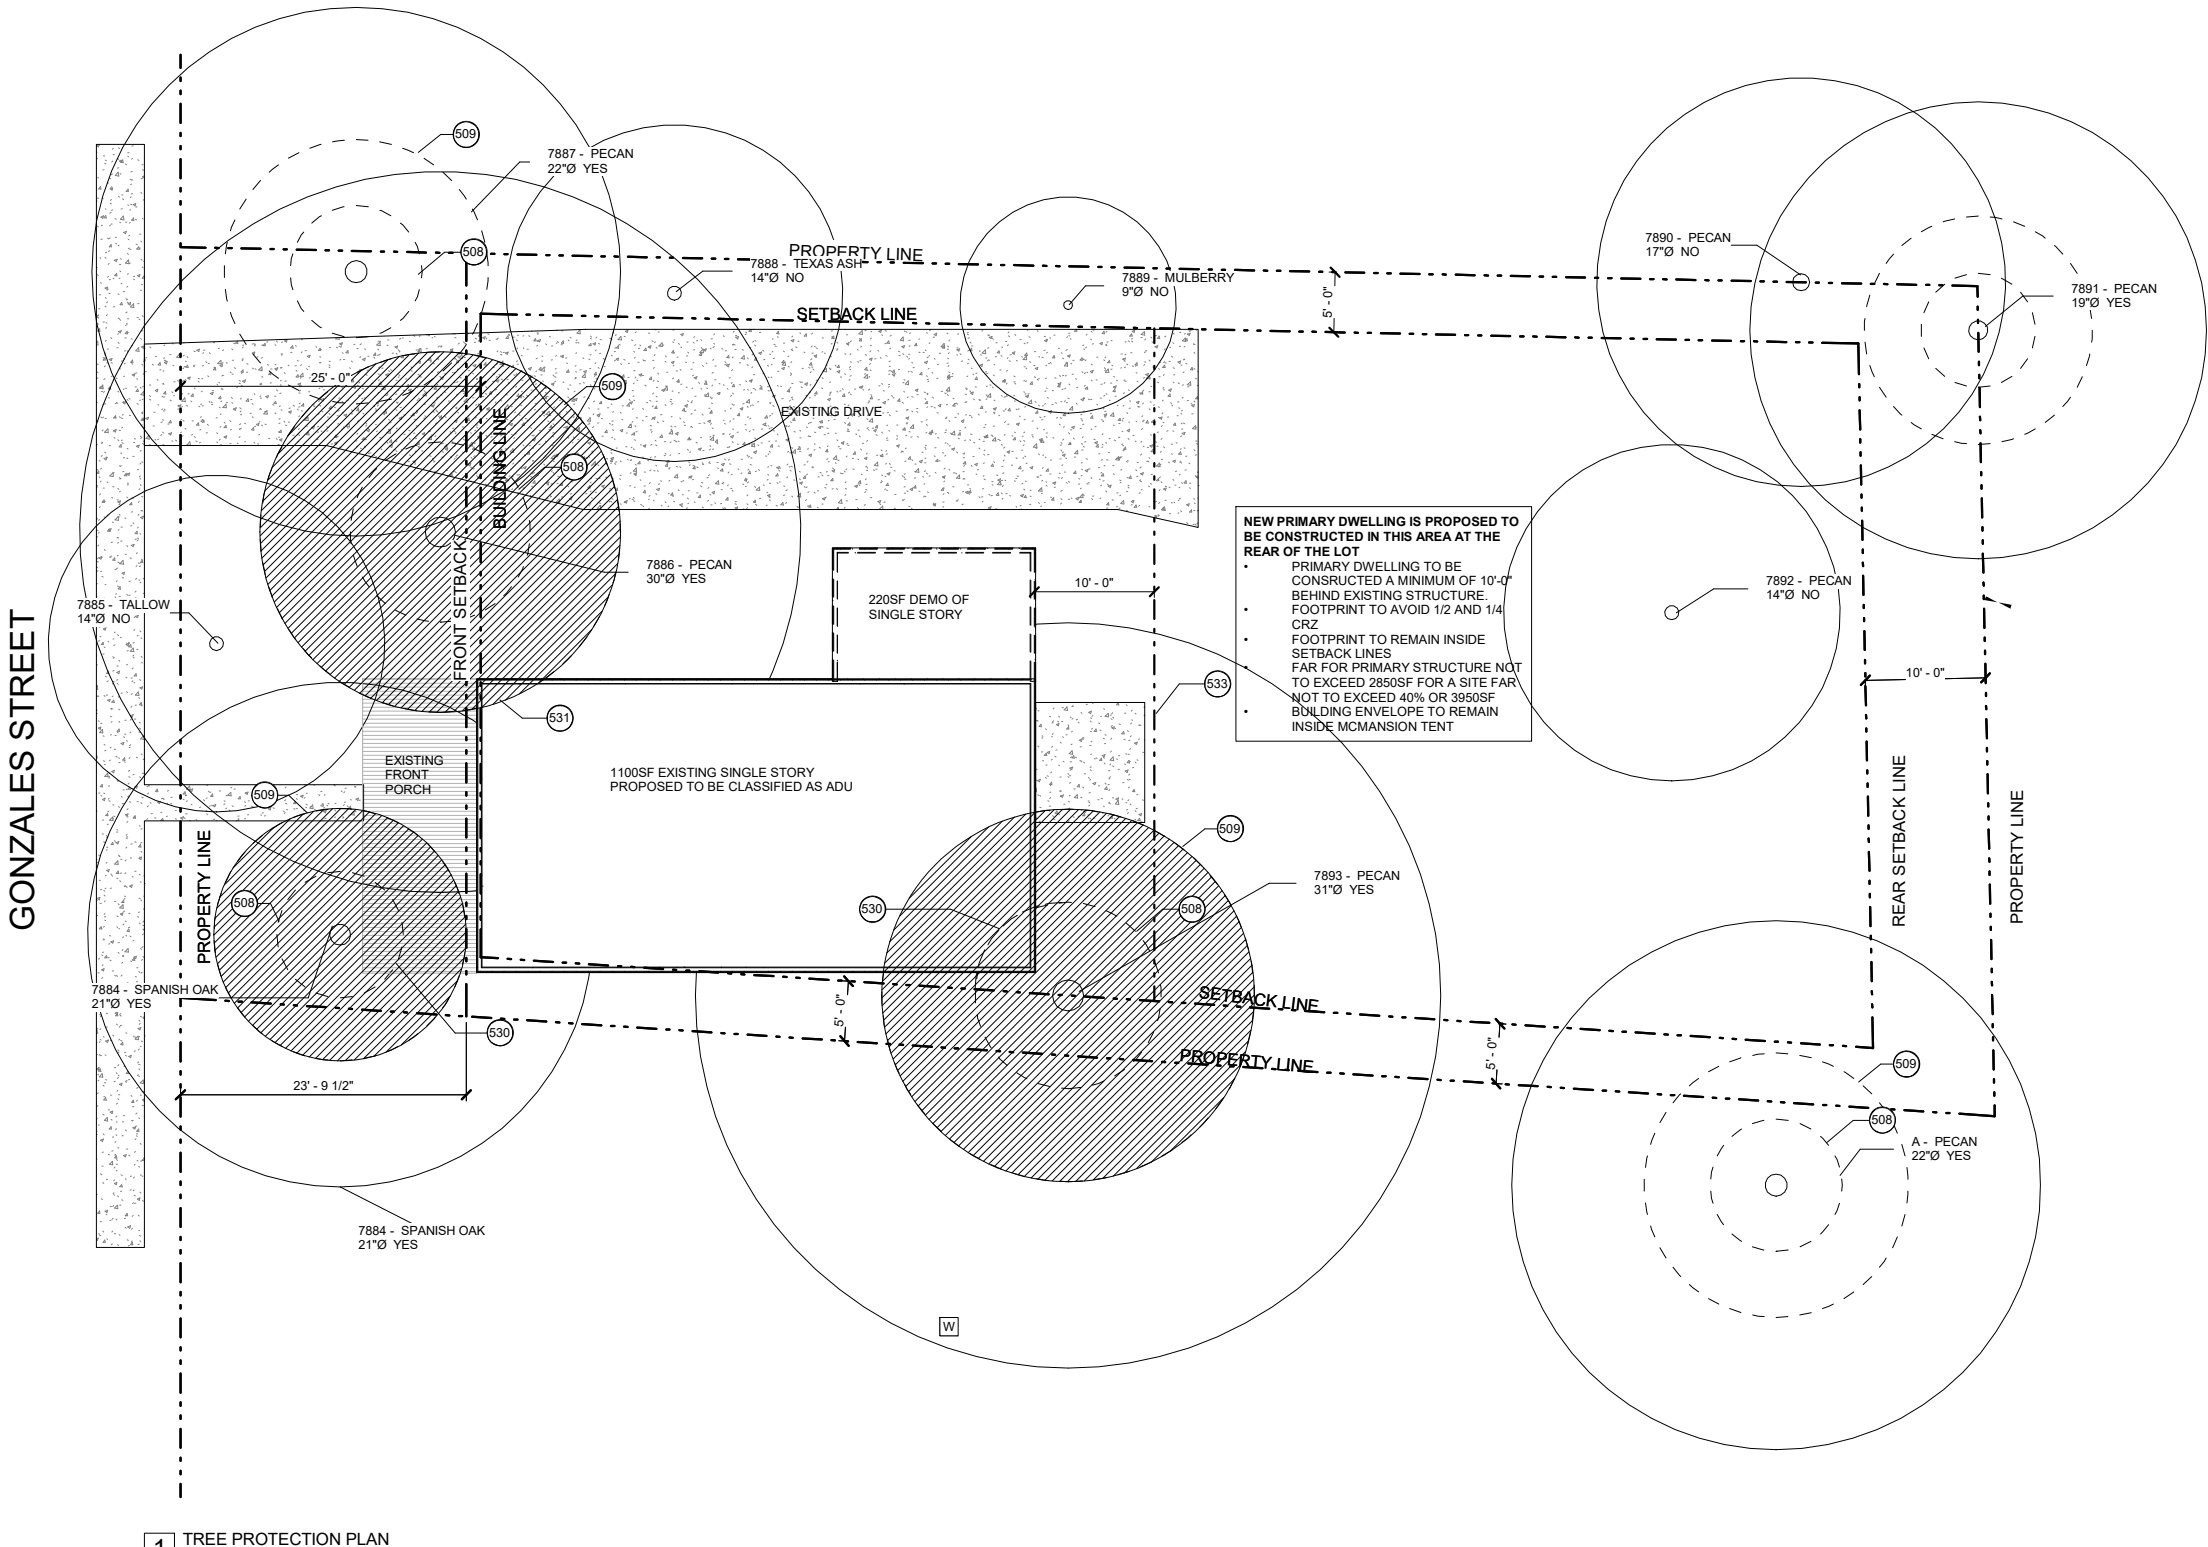 509
7887 - PECAN
22"Ø YES
508
PROPERTY LINE
7888 - TEXAS ASH
14"Ø NO
7889 - MULBERRY
9"Ø NO
7890 - PECAN
17"Ø NO
7891 - PECAN
19"Ø YES
5' - 0"
SETBACK LINE
25' - 0"
509
EXISTING DRIVE
BUILDING LINE
508
FRONT SETBACK
7886 - PECAN
30"Ø YES
7885 - TALLOW
14"Ø NO
220SF DEMO OF
SINGLE STORY
10' - 0"
NEW PRIMARY DWELLING IS PROPOSED TO
BE CONSTRUCTED IN THIS AREA AT THE
REAR OF THE LOT
• PRIMARY DWELLING TO BE
CONSRUCTED A MINIMUM OF 10'-0"
BEHIND EXISTING STRUCTURE.
• FOOTPRINT TO AVOID 1/2 AND 1/4
CRZ
• FOOTPRINT TO REMAIN INSIDE
SETBACK LINES
• FAR FOR PRIMARY STRUCTURE NOT
TO EXCEED 2850SF FOR A SITE FAR
NOT TO EXCEED 40% OR 3950SF
• BUILDING ENVELOPE TO REMAIN
INSIDE MCMANSION TENT
7892 - PECAN
14"Ø NO
10' - 0"
533
531
GONZALES STREET
EXISTING
FRONT
PORCH
1100SF EXISTING SINGLE STORY
PROPOSED TO BE CLASSIFIED AS ADU
509
PROPERTY LINE
509
REAR SETBACK LINE
PROPERTY LINE
7893 - PECAN
31"Ø YES
508
530
508
7884 - SPANISH OAK
21"Ø YES
530
5' - 0"
SETBACK LINE
PROPERTY LINE
5' - 0"
23' - 9 1/2"
509
508
A - PECAN
22"Ø YES
7884 - SPANISH OAK
21"Ø YES
W
1 TREE PROTECTION PLAN